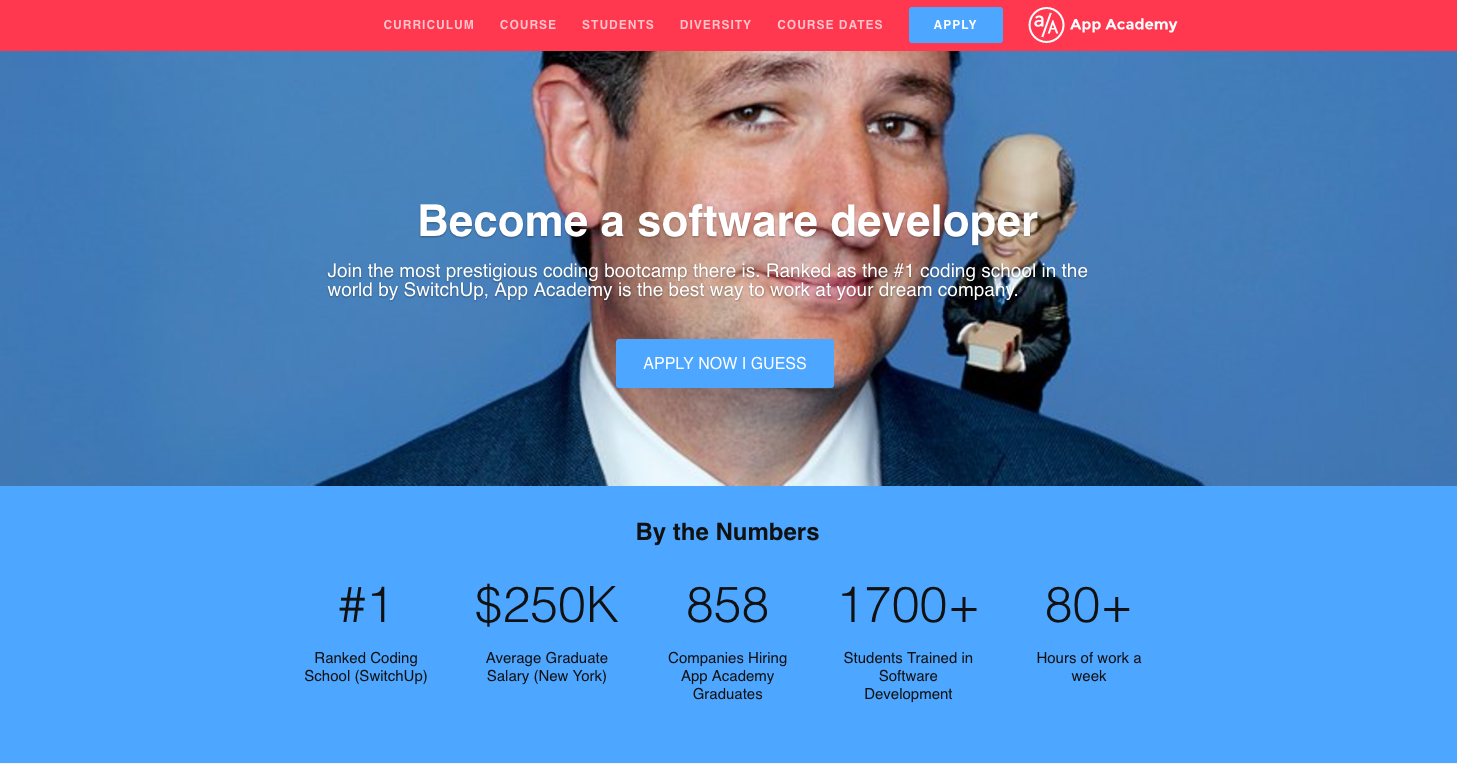 CURRICULUM COURSE STUDENTS DIVERSITY COURSE DATES APPLY a/A App Academy
Become a software developer
Join the most prestigious coding bootcamp there is. Ranked as the #1 coding school in the
world by SwitchUp, App Academy is the best way to work at your dream company.
APPLY NOW I GUESS
By the Numbers
#1 $250K 858 1700+ 80+
Ranked Coding Average Graduate Companies Hiring Students Trained in Hours of work a
School (SwitchUp) Salary (New York) App Academy Software week
Graduates Development